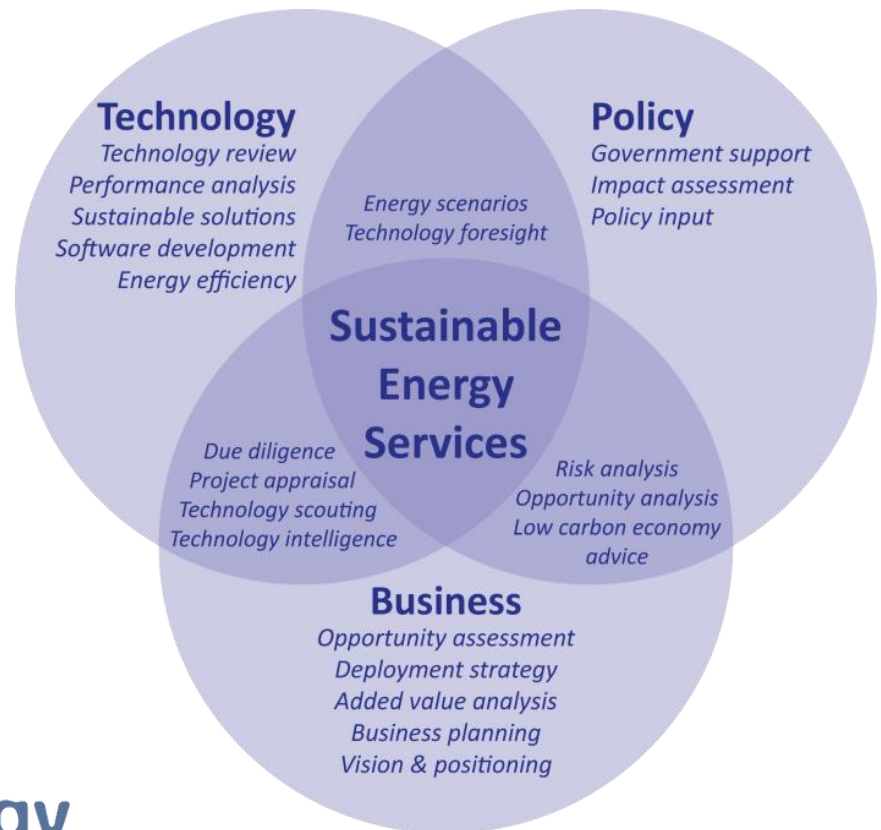 Technology
Technology review
Performance analysis
Sustainable solutions
Software development
Energy efficiency
Policy
Government support
Impact assessment
Policy input
Energy scenarios
Technology foresight
Sustainable
Energy
Services
Due diligence
Project appraisal
Technology scouting
Technology intelligence
Risk analysis
Opportunity analysis
Low carbon economy
advice
Business
Opportunity assessment
Deployment strategy
Added value analysis
Business planning
Vision & positioning